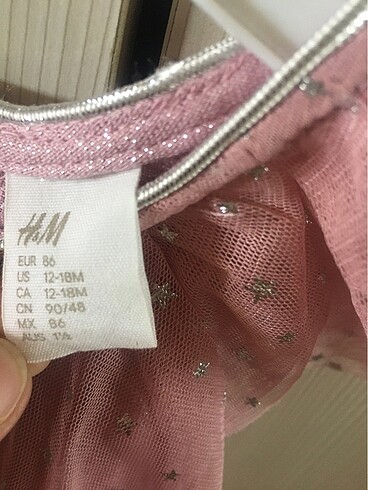 H&M
EUR 86
US 12-18M
CA 12-18M
CN 90/48
MX 86
AUS 1½